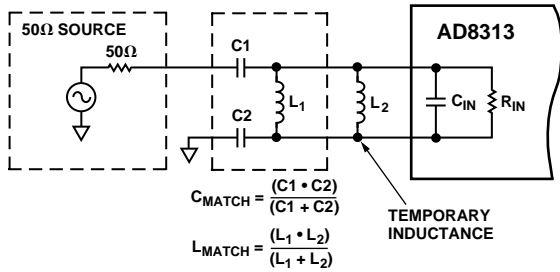 50Ω SOURCE
50Ω
C1
C2
L1
L2
AD8313
CIN
RIN
CMATCH = (C1 • C2) / (C1 + C2)
LMATCH = (L1 • L2) / (L1 + L2)
TEMPORARY
INDUCTANCE